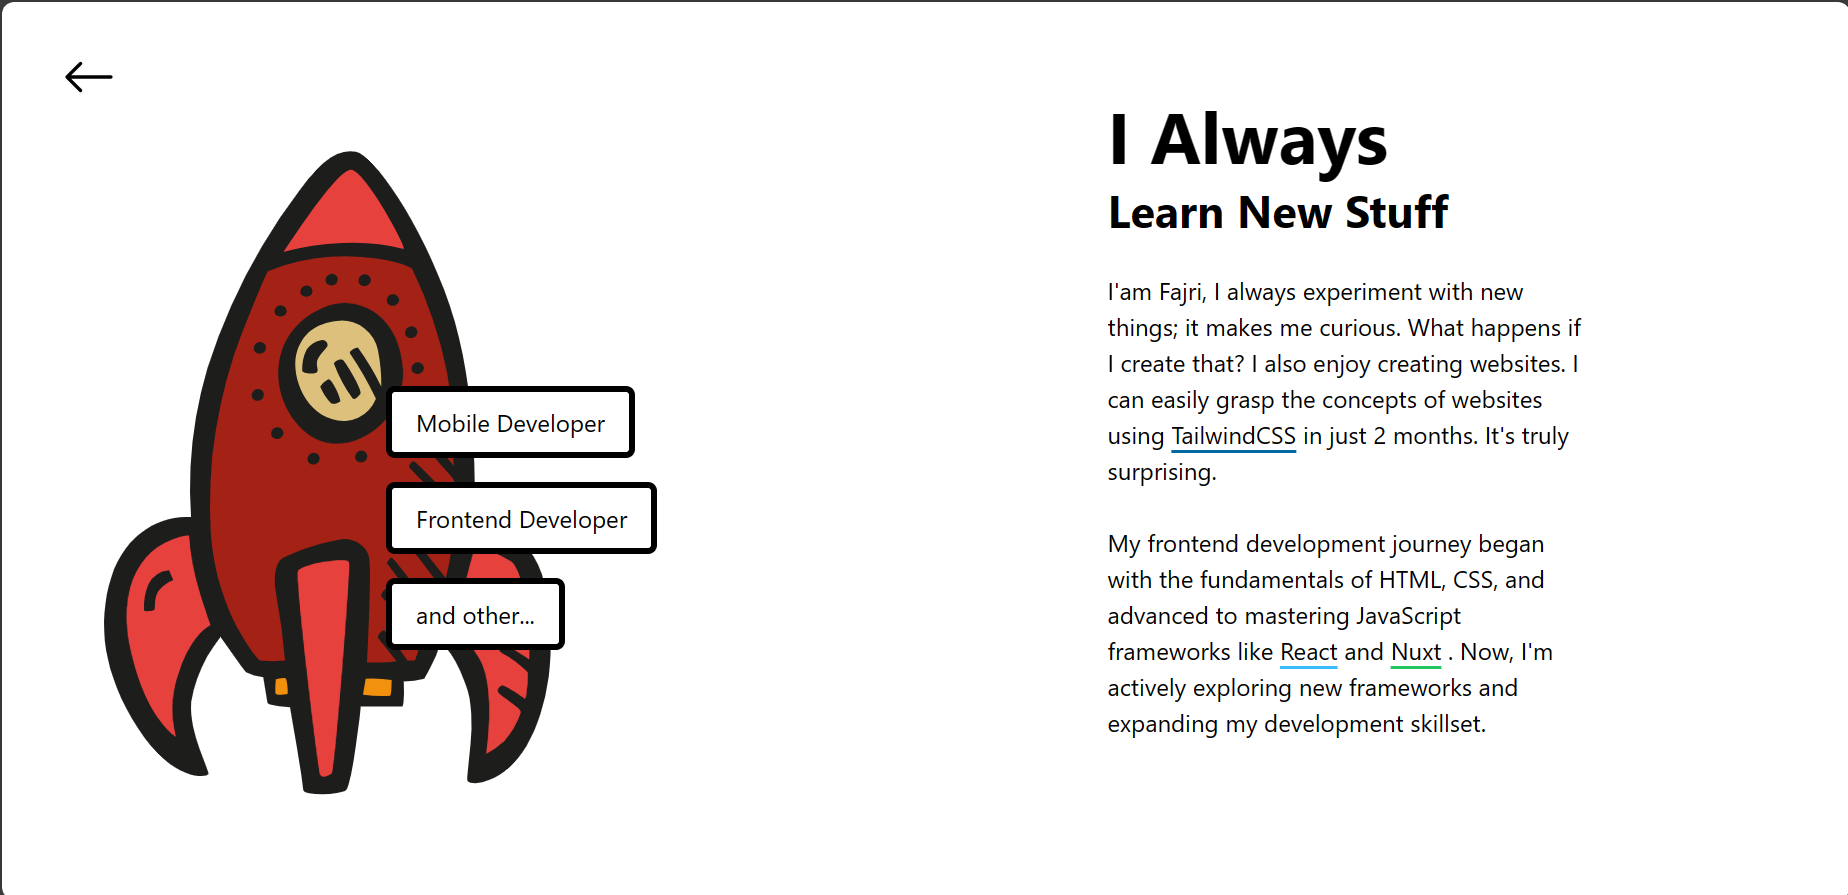 Mobile Developer
Frontend Developer
and other...
I Always
Learn New Stuff
I'am Fajri, I always experiment with new
things; it makes me curious. What happens if
I create that? I also enjoy creating websites. I
can easily grasp the concepts of websites
using TailwindCSS in just 2 months. It's truly
surprising.
My frontend development journey began
with the fundamentals of HTML, CSS, and
advanced to mastering JavaScript
frameworks like React and Nuxt . Now, I'm
actively exploring new frameworks and
expanding my development skillset.